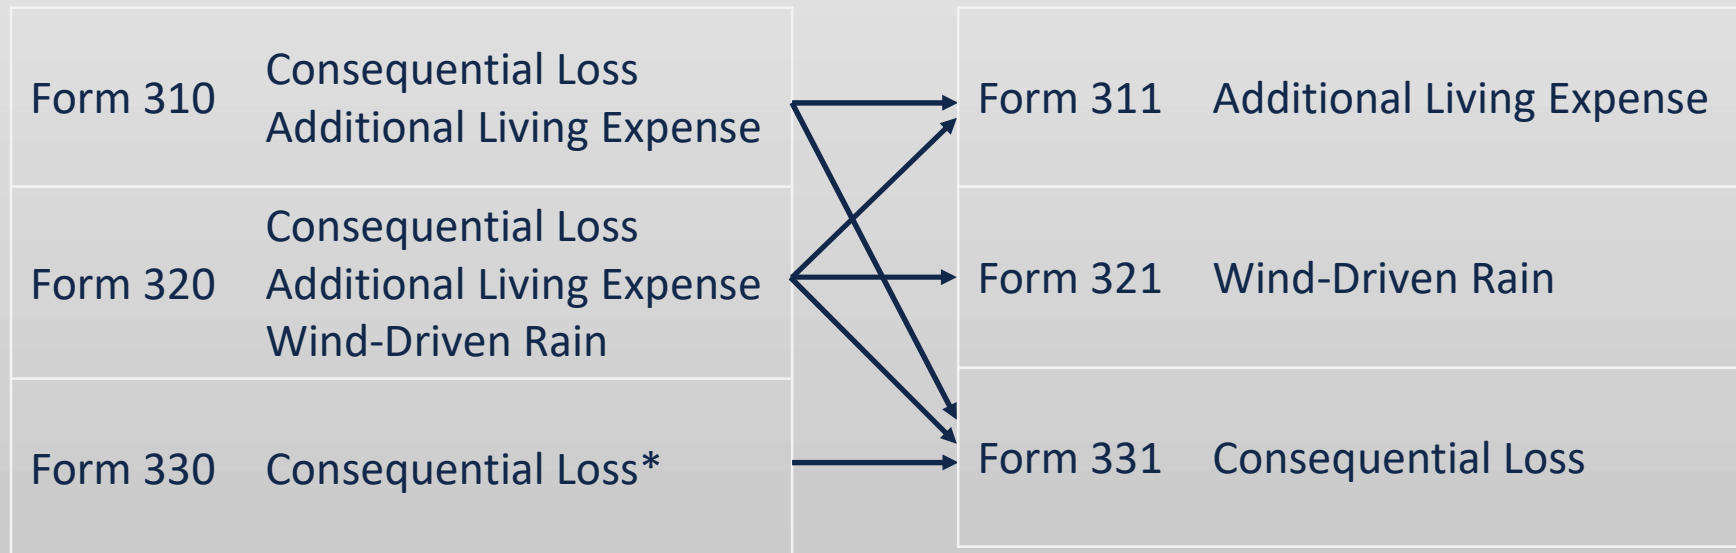 Form 310
Consequential Loss
Additional Living Expense
Form 320
Consequential Loss
Additional Living Expense
Wind-Driven Rain
Form 330
Consequential Loss*
Form 311
Additional Living Expense
Form 321
Wind-Driven Rain
Form 331
Consequential Loss